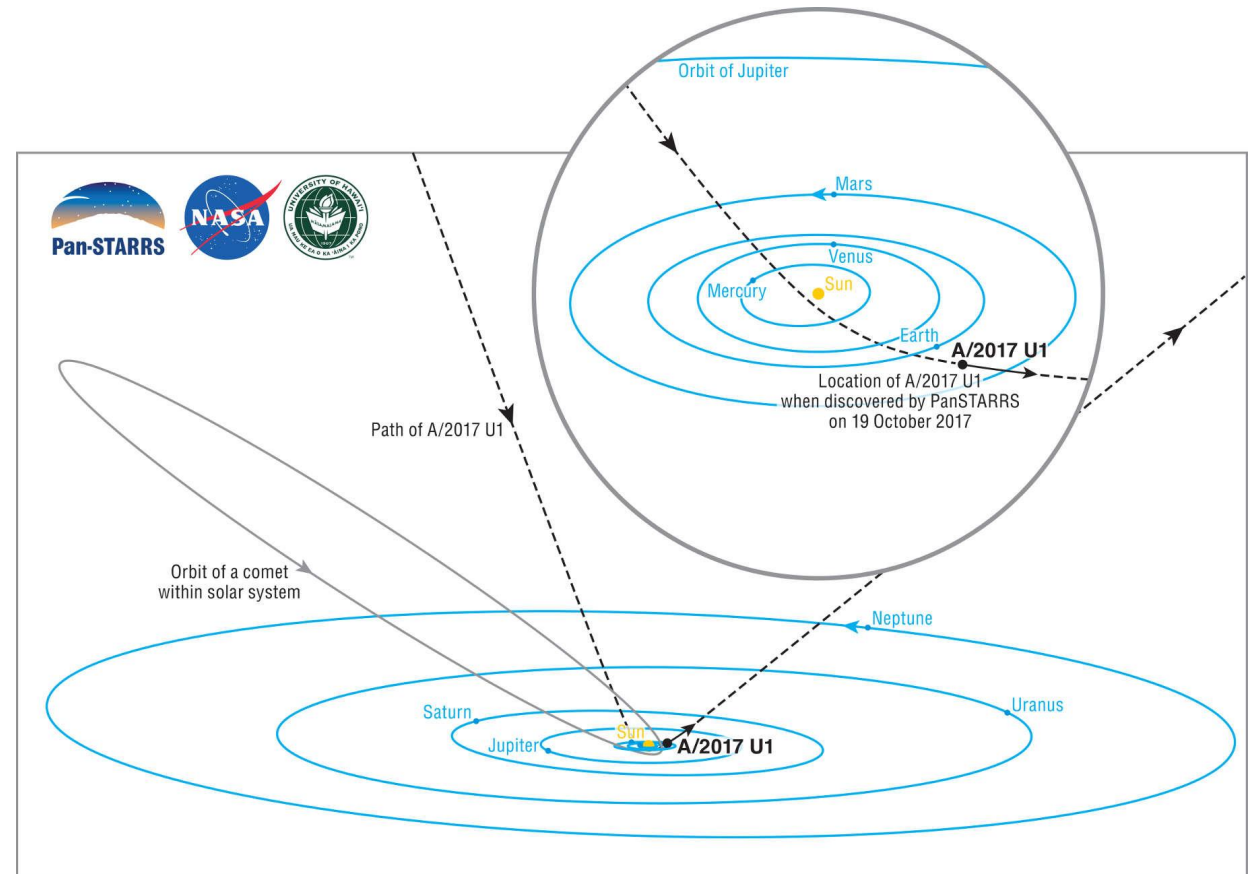 Orbit of Jupiter
Pan-STARRS
NASA
UNIVERSITY OF HAWAI'I
1907
TM
Mars
Venus
Mercury
Sun
Earth
A/2017 U1
Location of A/2017 U1
when discovered by PanSTARRS
on 19 October 2017
Path of A/2017 U1
Orbit of a comet
within solar system
Neptune
Saturn
Uranus
Sun
Jupiter
A/2017 U1